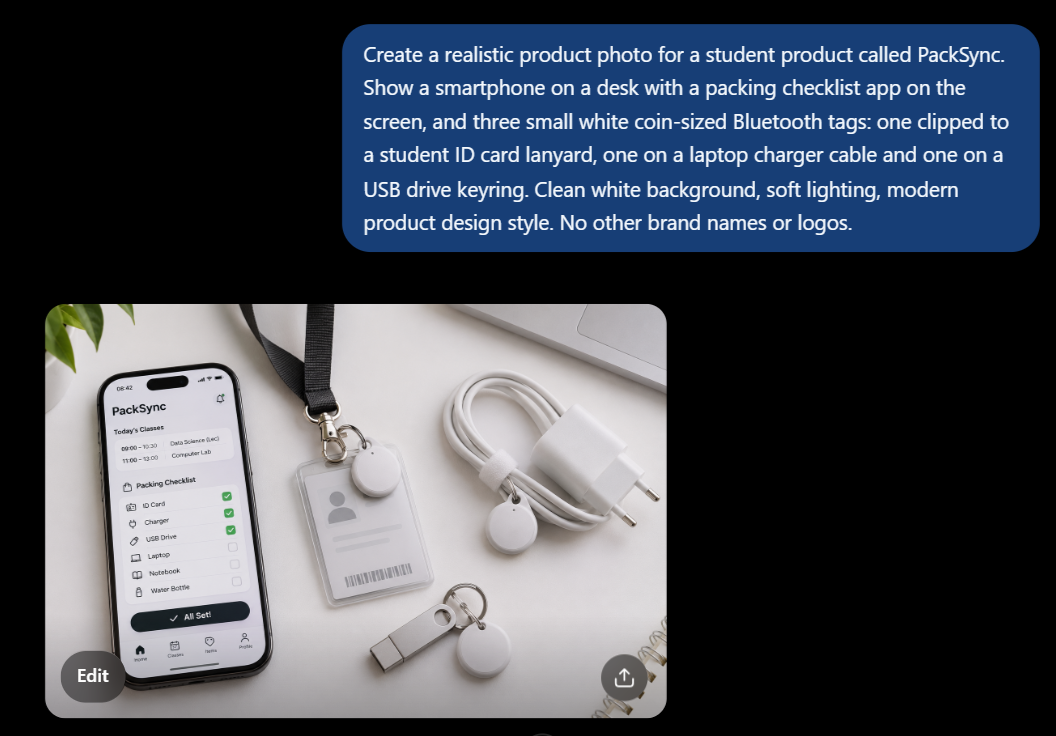 Create a realistic product photo for a student product called PackSync.
Show a smartphone on a desk with a packing checklist app on the
screen, and three small white coin-sized Bluetooth tags: one clipped to
a student ID card lanyard, one on a laptop charger cable and one on a
USB drive keyring. Clean white background, soft lighting, modern
product design style. No other brand names or logos.
08:42
PackSync
Today's Classes
09:00 – 10:30 Data Science (Lec)
11:00 – 13:00 Computer Lab
Packing Checklist
ID Card
Charger
USB Drive
Laptop
Notebook
Water Bottle
All Set!
Home Classes Items Profile
Edit